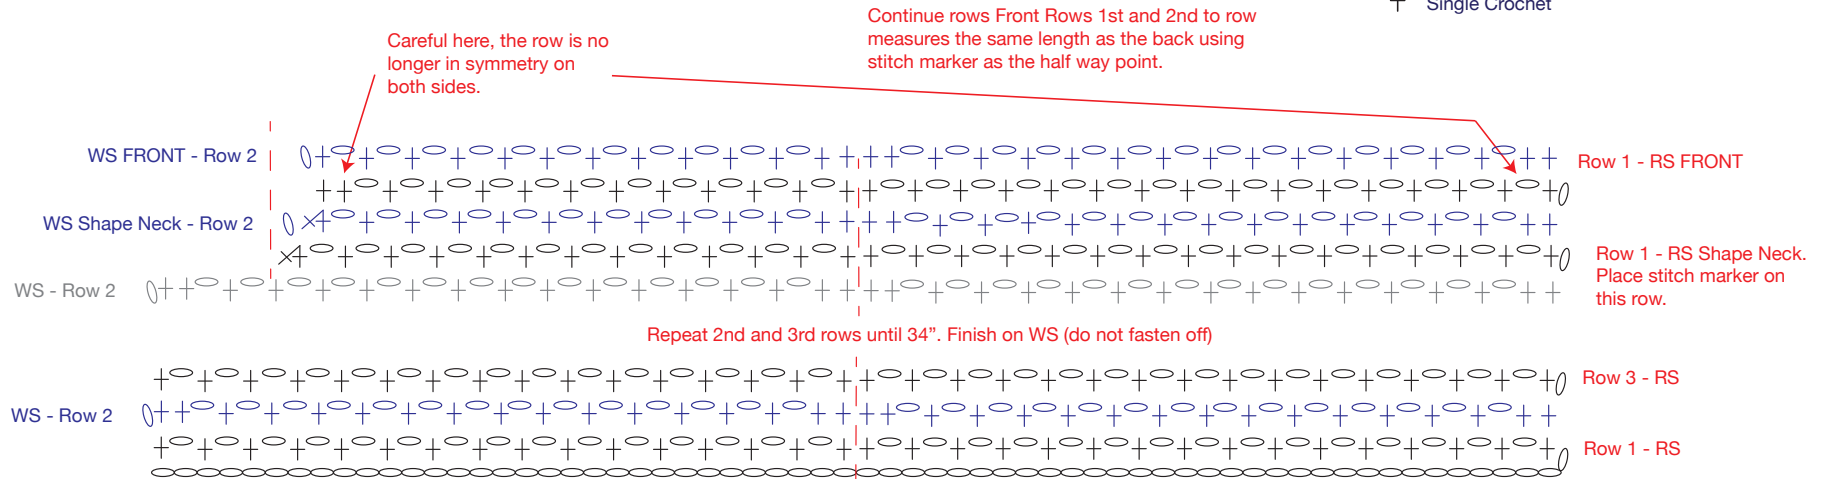 Single Crochet
Continue rows Front Rows 1st and 2nd to row
measures the same length as the back using
stitch marker as the half way point.
Careful here, the row is no
longer in symmetry on
both sides.
WS FRONT - Row 2
Row 1 - RS FRONT
WS Shape Neck - Row 2
Row 1 - RS Shape Neck.
Place stitch marker on
this row.
WS - Row 2
Repeat 2nd and 3rd rows until 34”. Finish on WS (do not fasten off)
Row 3 - RS
WS - Row 2
Row 1 - RS